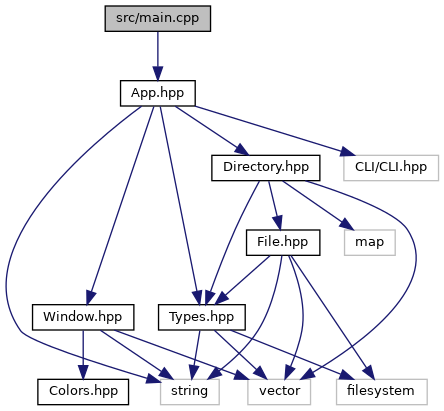 src/main.cpp
App.hpp
Directory.hpp
CLI/CLI.hpp
File.hpp
map
Window.hpp
Types.hpp
Colors.hpp
string
vector
filesystem